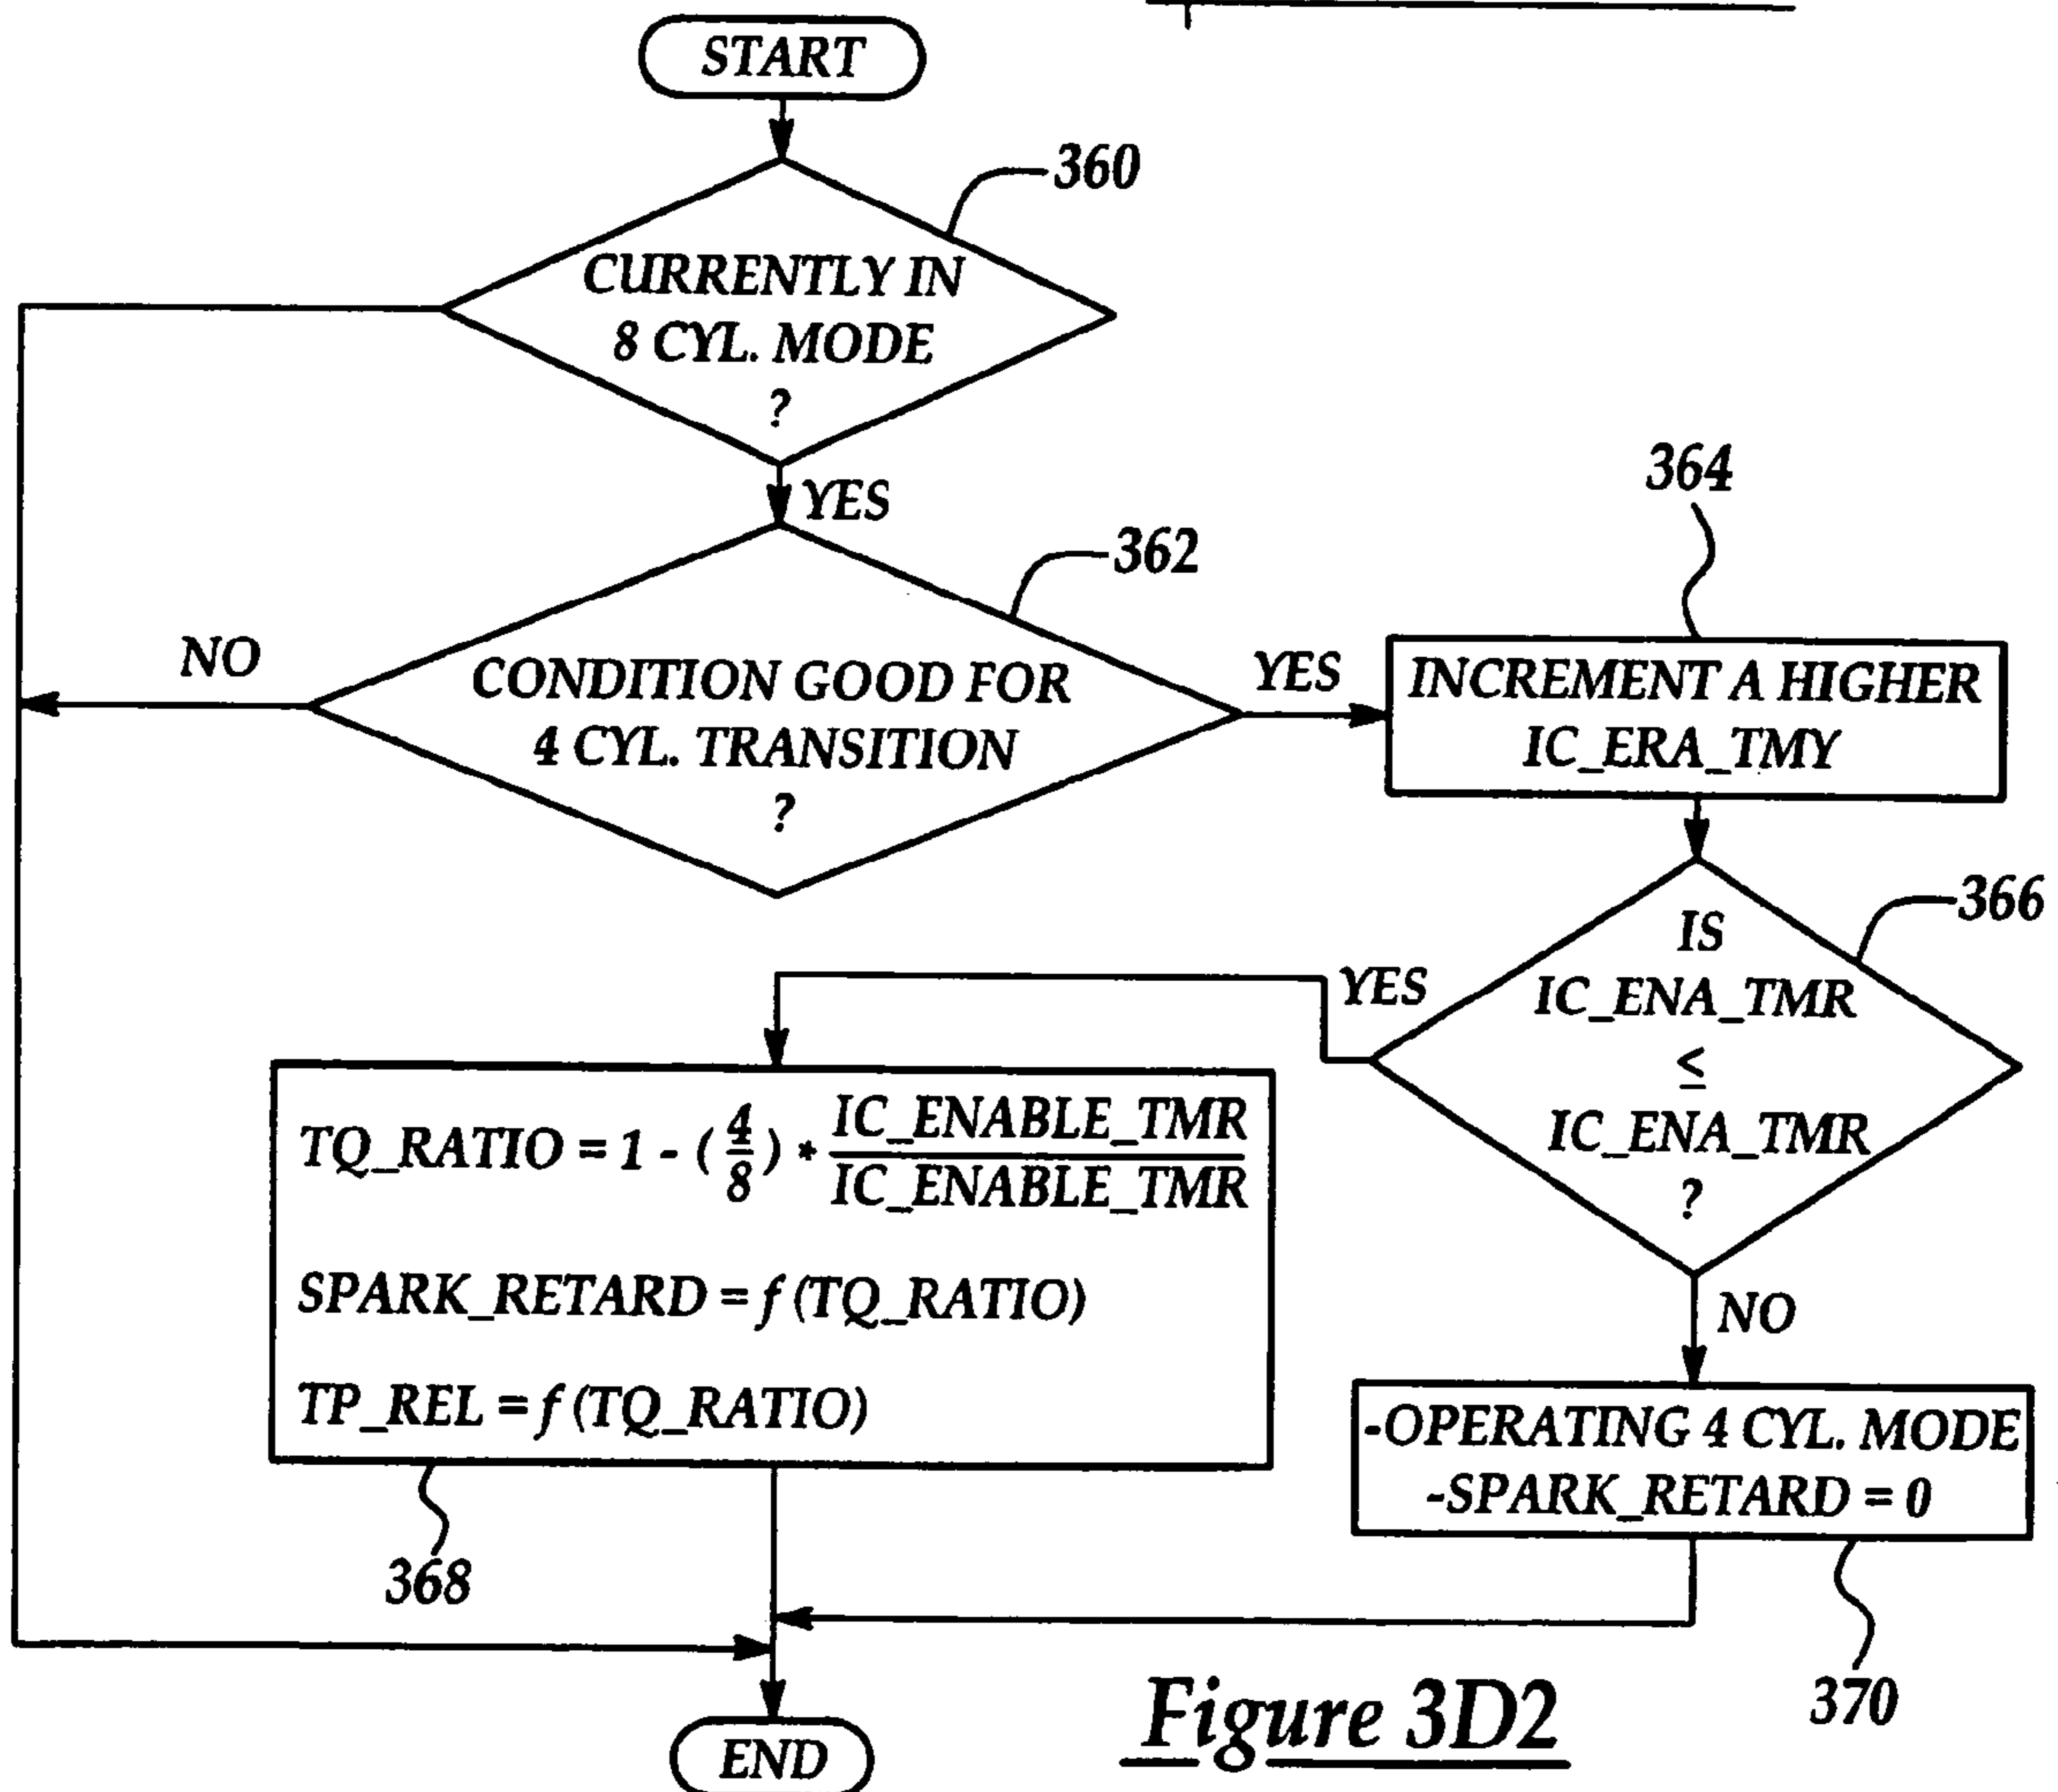 START
360
CURRENTLY IN
8 CYL. MODE
?
YES
362
364
NO
CONDITION GOOD FOR
4 CYL. TRANSITION
?
YES
INCREMENT A HIGHER
IC_ERA_TMY
366
IS
IC_ENA_TMR
≤
IC_ENA_TMR
?
YES
TQ_RATIO = 1 - ( 4/8 ) * IC_ENABLE_TMR / IC_ENABLE_TMR
SPARK_RETARD = f (TQ_RATIO)
TP_REL = f (TQ_RATIO)
NO
-OPERATING 4 CYL. MODE
-SPARK_RETARD = 0
368
370
END
Figure 3D2